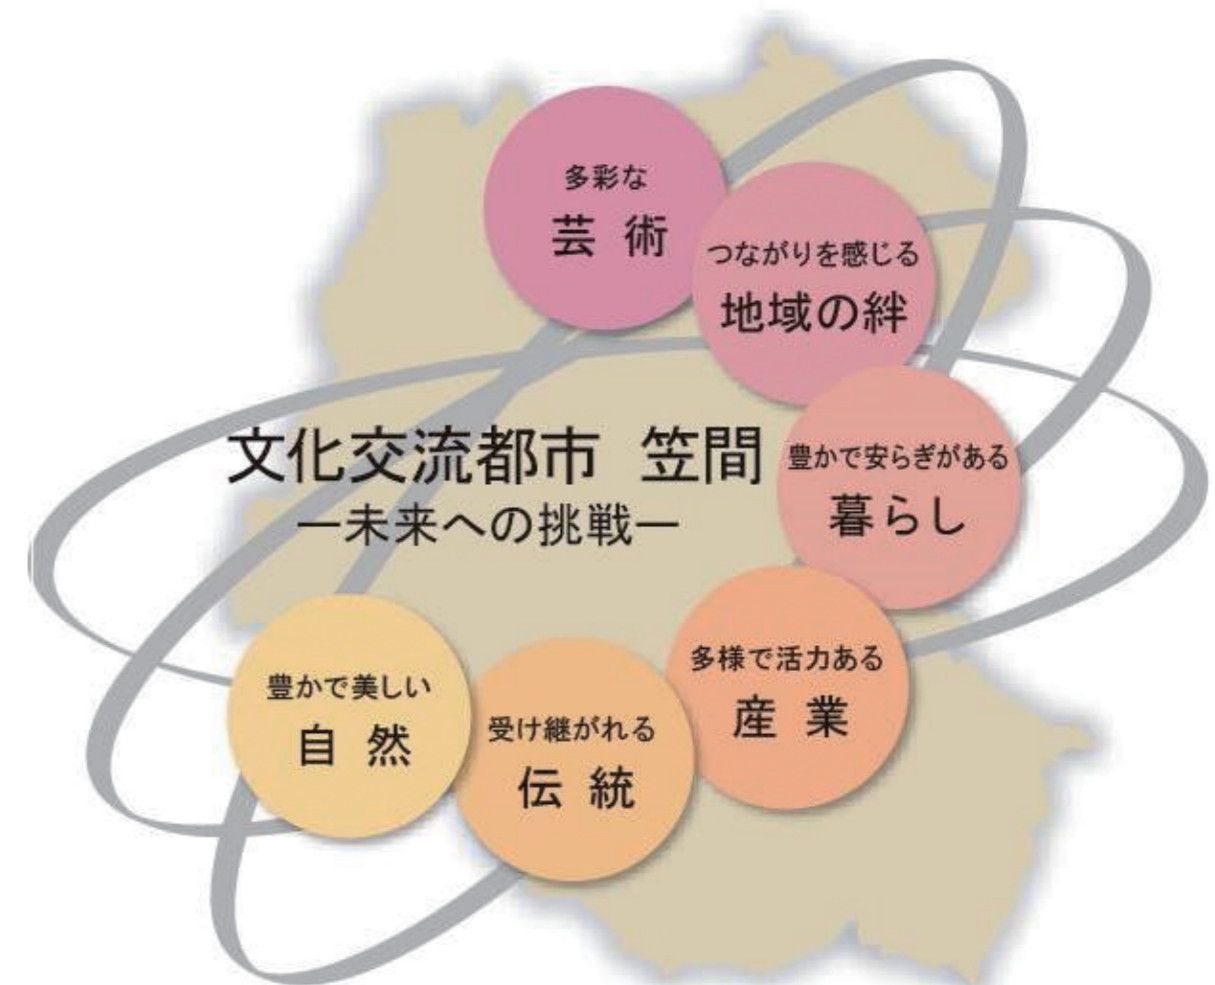 多彩な
芸術
つながりを感じる
地域の絆
文化交流都市 笠間
―未来への挑戦―
豊かで安らぎがある
暮らし
多様で活力ある
産業
受け継がれる
伝統
豊かで美しい
自然